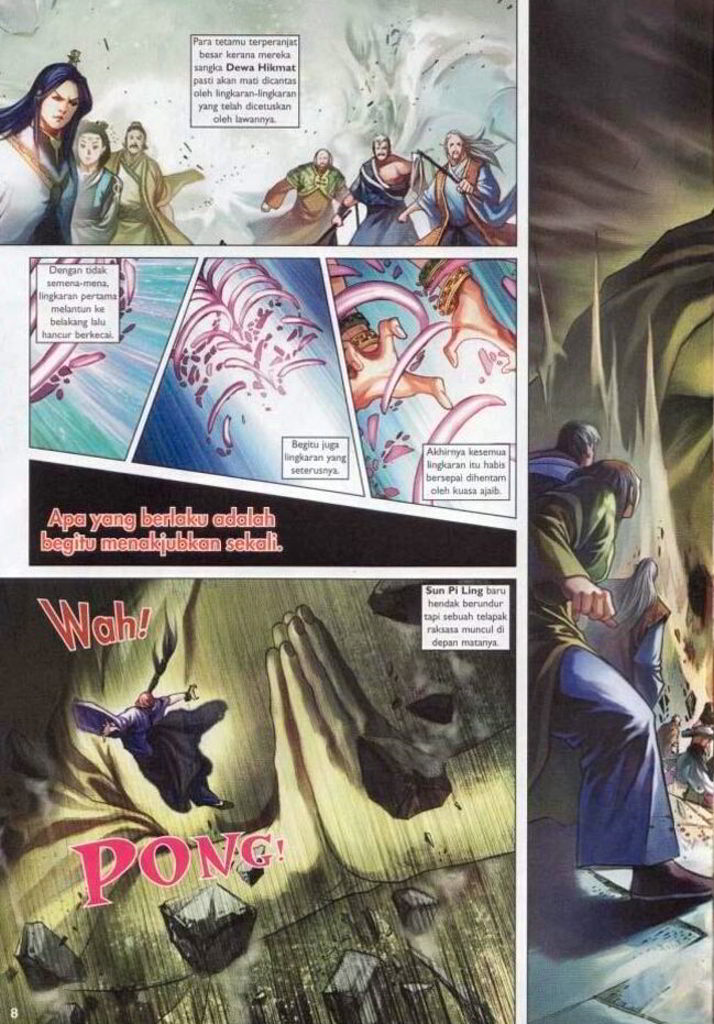 Para tetamu terperanjat
besar kerana mereka
sangka Dewa Hikmat
pasti akan mati dicantas
oleh lingkaran-lingkaran
yang telah dicetuskan
oleh lawannya.
Dengan tidak
semena-mena,
lingkaran pertama
melantun ke
belakang lalu
hancur berkecai.
Begitu juga
lingkaran yang
seterusnya.
Akhirnya kesemua
lingkaran itu habis
bersepai dihentam
oleh kuasa ajaib.
Apa yang berlaku adalah
begitu menakjubkan sekali.
Sun Pi Ling baru
hendak berundur
tapi sebuah telapak
raksasa muncul di
depan matanya.
Wah!
PONG!
8